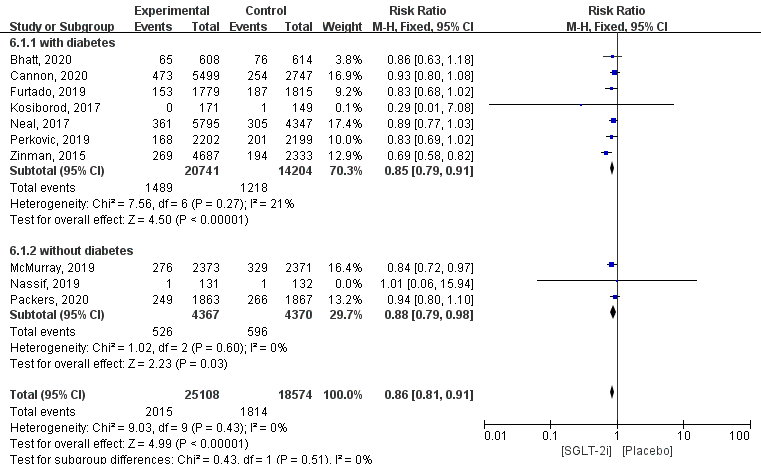 Experimental Control Risk Ratio Risk Ratio
Study or Subgroup Events Total Events Total Weight M-H, Fixed, 95% CI M-H, Fixed, 95% CI
6.1.1 with diabetes
Bhatt, 2020 65 608 76 614 3.8% 0.86 [0.63, 1.18]
Cannon, 2020 473 5499 254 2747 16.9% 0.93 [0.80, 1.08]
Furtado, 2019 153 1779 187 1815 9.2% 0.83 [0.68, 1.02]
Kosiborod, 2017 0 171 1 149 0.1% 0.29 [0.01, 7.08]
Neal, 2017 361 5795 305 4347 17.4% 0.89 [0.77, 1.03]
Perkovic, 2019 168 2202 201 2199 10.0% 0.83 [0.69, 1.02]
Zinman, 2015 269 4687 194 2333 12.9% 0.69 [0.58, 0.82]
Subtotal (95% CI) 20741 14204 70.3% 0.85 [0.79, 0.91]
Total events 1489 1218
Heterogeneity: Chi² = 7.56, df = 6 (P = 0.27); I² = 21%
Test for overall effect: Z = 4.50 (P < 0.00001)
6.1.2 without diabetes
McMurray, 2019 276 2373 329 2371 16.4% 0.84 [0.72, 0.97]
Nassif, 2019 1 131 1 132 0.0% 1.01 [0.06, 15.94]
Packers, 2020 249 1863 266 1867 13.2% 0.94 [0.80, 1.10]
Subtotal (95% CI) 4367 4370 29.7% 0.88 [0.79, 0.98]
Total events 526 596
Heterogeneity: Chi² = 1.02, df = 2 (P = 0.60); I² = 0%
Test for overall effect: Z = 2.23 (P = 0.03)
Total (95% CI) 25108 18574 100.0% 0.86 [0.81, 0.91]
Total events 2015 1814
Heterogeneity: Chi² = 9.03, df = 9 (P = 0.43); I² = 0%
Test for overall effect: Z = 4.99 (P < 0.00001)
Test for subgroup differences: Chi² = 0.43, df = 1 (P = 0.51), I² = 0%
0.01 0.1 1 10 100
[SGLT-2i] [Placebo]